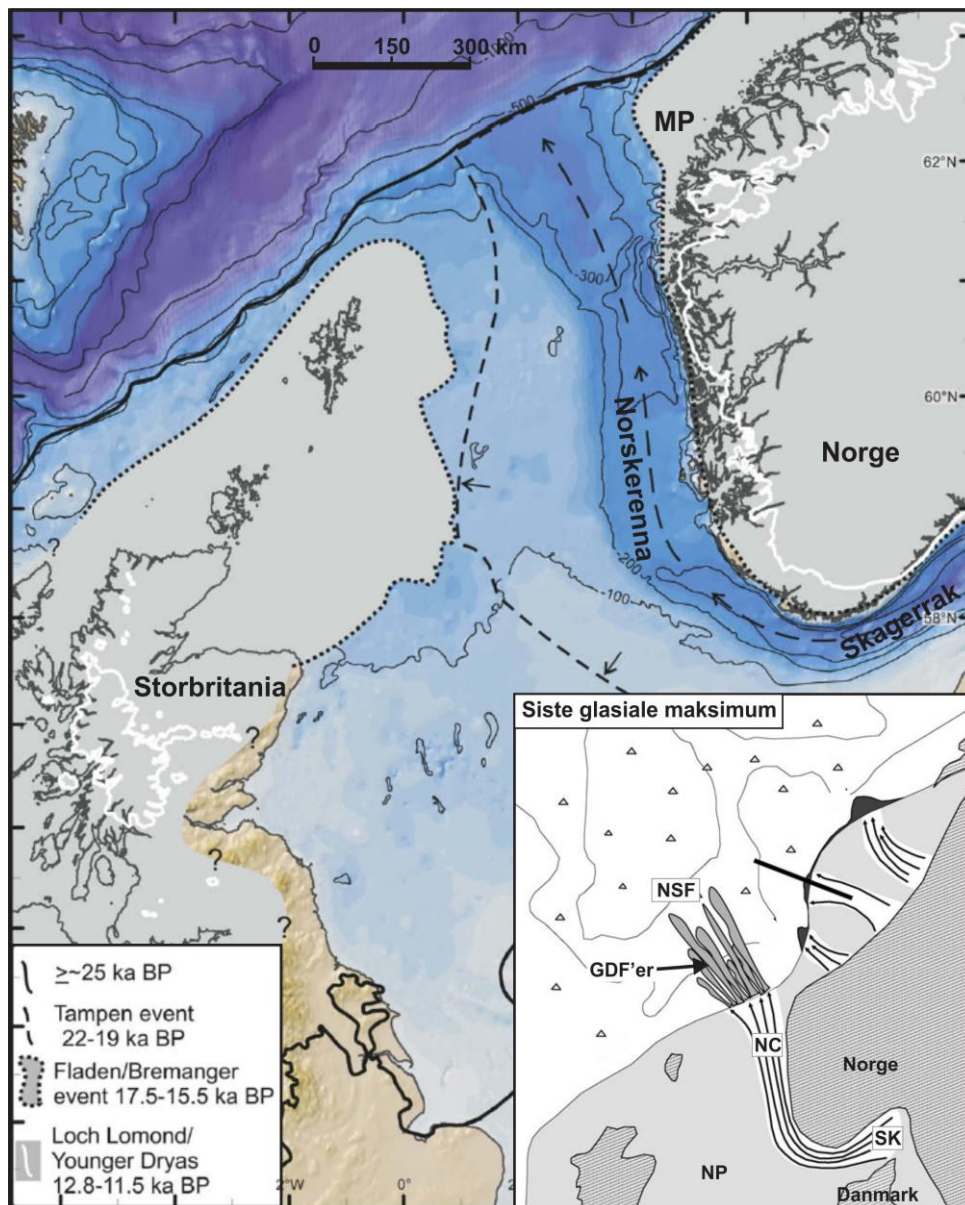 0 150 300 km
-1000
-500
MP
62°N
-300
60°N
Norskerenna
Norge
-200
-100
Skagerrak
58°N
?
Storbritania
?
?
?
2°W
0°
≥~25 ka BP
Tampen event
22-19 ka BP
Fladen/Bremanger
event 17.5-15.5 ka BP
Loch Lomond/
Younger Dryas
12.8-11.5 ka BP
Siste glasiale maksimum
NSF
GDF'er
NC
Norge
SK
NP
Danmark